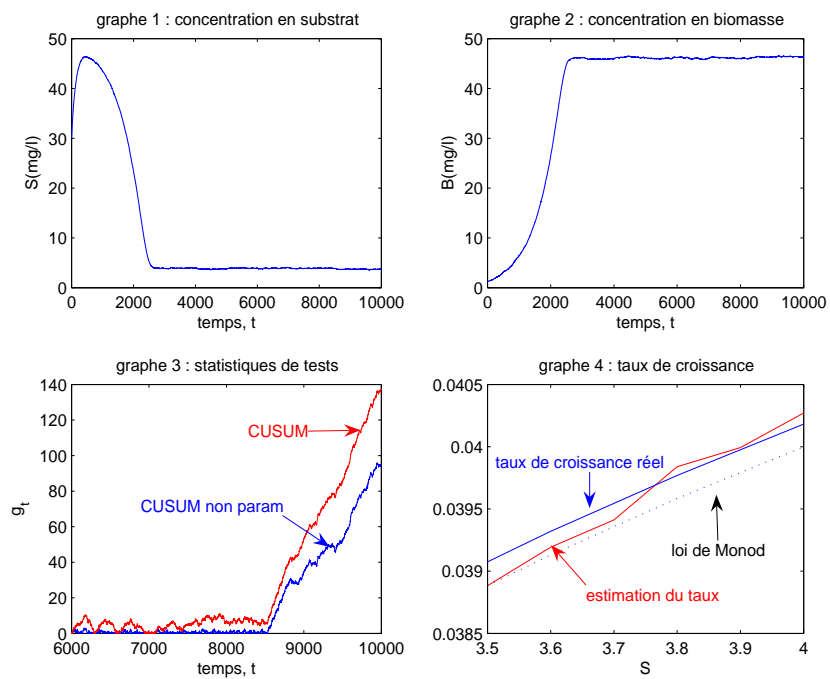 graphe 1 : concentration en substrat
50
40
30
20
10
0
S(mg/l)
0 2000 4000 6000 8000 10000
temps, t
graphe 2 : concentration en biomasse
50
40
30
20
10
0
B(mg/l)
0 2000 4000 6000 8000 10000
temps, t
graphe 3 : statistiques de tests
140
120
100
80
60
40
20
0
g_t
CUSUM
CUSUM non param
6000 7000 8000 9000 10000
temps, t
graphe 4 : taux de croissance
0.0405
0.04
0.0395
0.039
0.0385
taux de croissance réel
loi de Monod
estimation du taux
3.5 3.6 3.7 3.8 3.9 4
S